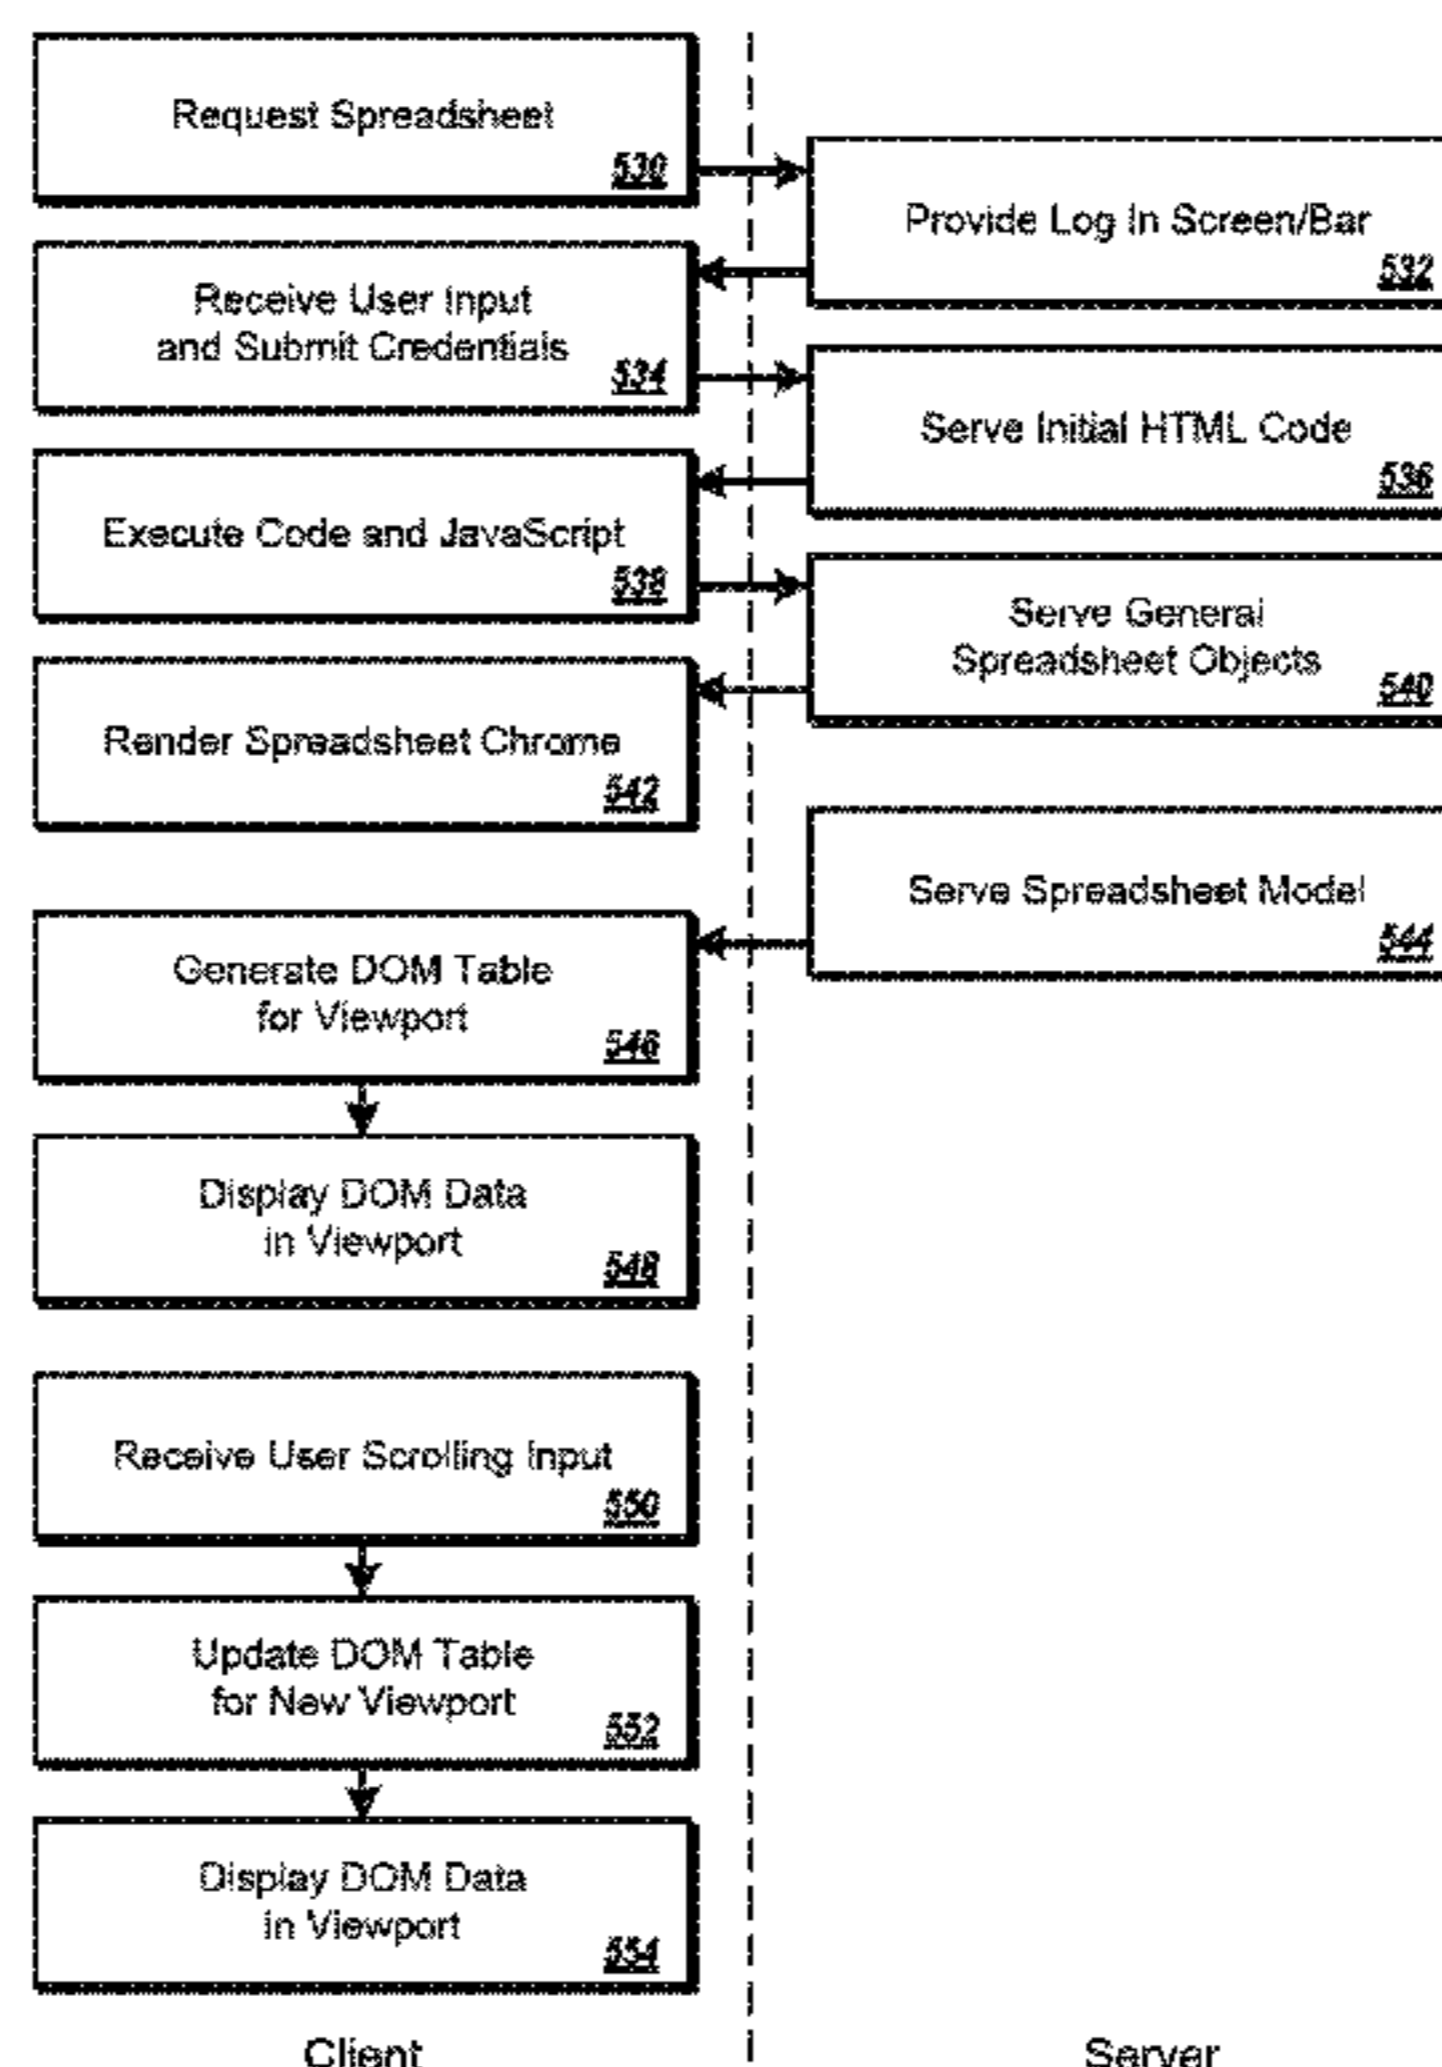 Request Spreadsheet
530
Provide Log In Screen/Bar
532
Receive User Input
and Submit Credentials
534
Serve Initial HTML Code
536
Execute Code and JavaScript
538
Serve General
Spreadsheet Objects
540
Render Spreadsheet Chrome
542
Serve Spreadsheet Model
544
Generate DOM Table
for Viewport
546
Display DOM Data
in Viewport
548
Receive User Scrolling Input
550
Update DOM Table
for New Viewport
552
Display DOM Data
in Viewport
554
Client
Server